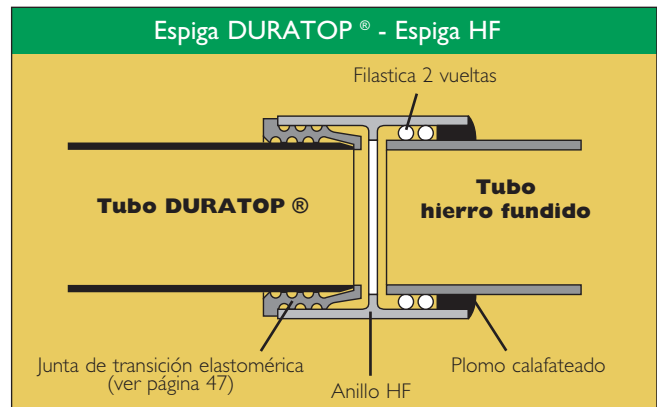 Espiga DURATOP ® - Espiga HF
Filastica 2 vueltas
Tubo DURATOP ®
Tubo
hierro fundido
Junta de transición elastomérica
(ver página 47)
Anillo HF
Plomo calafateado